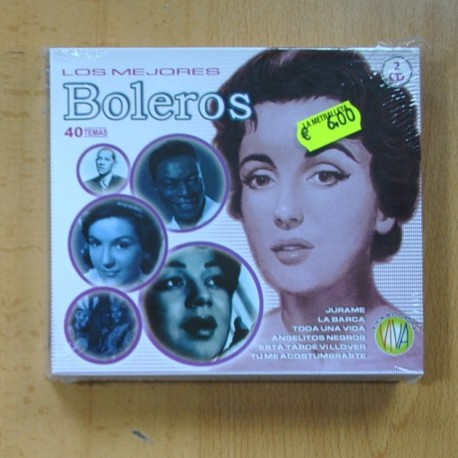 LOS MEJORES
Boleros
40 TEMAS
2
CD
LA METRALLETA
€ 6.00
JURAME
LA BARCA
TODA UNA VIDA
ANGELITOS NEGROS
ESTA TARDE VI LLOVER
TU ME ACOSTUMBRASTE
VIVA